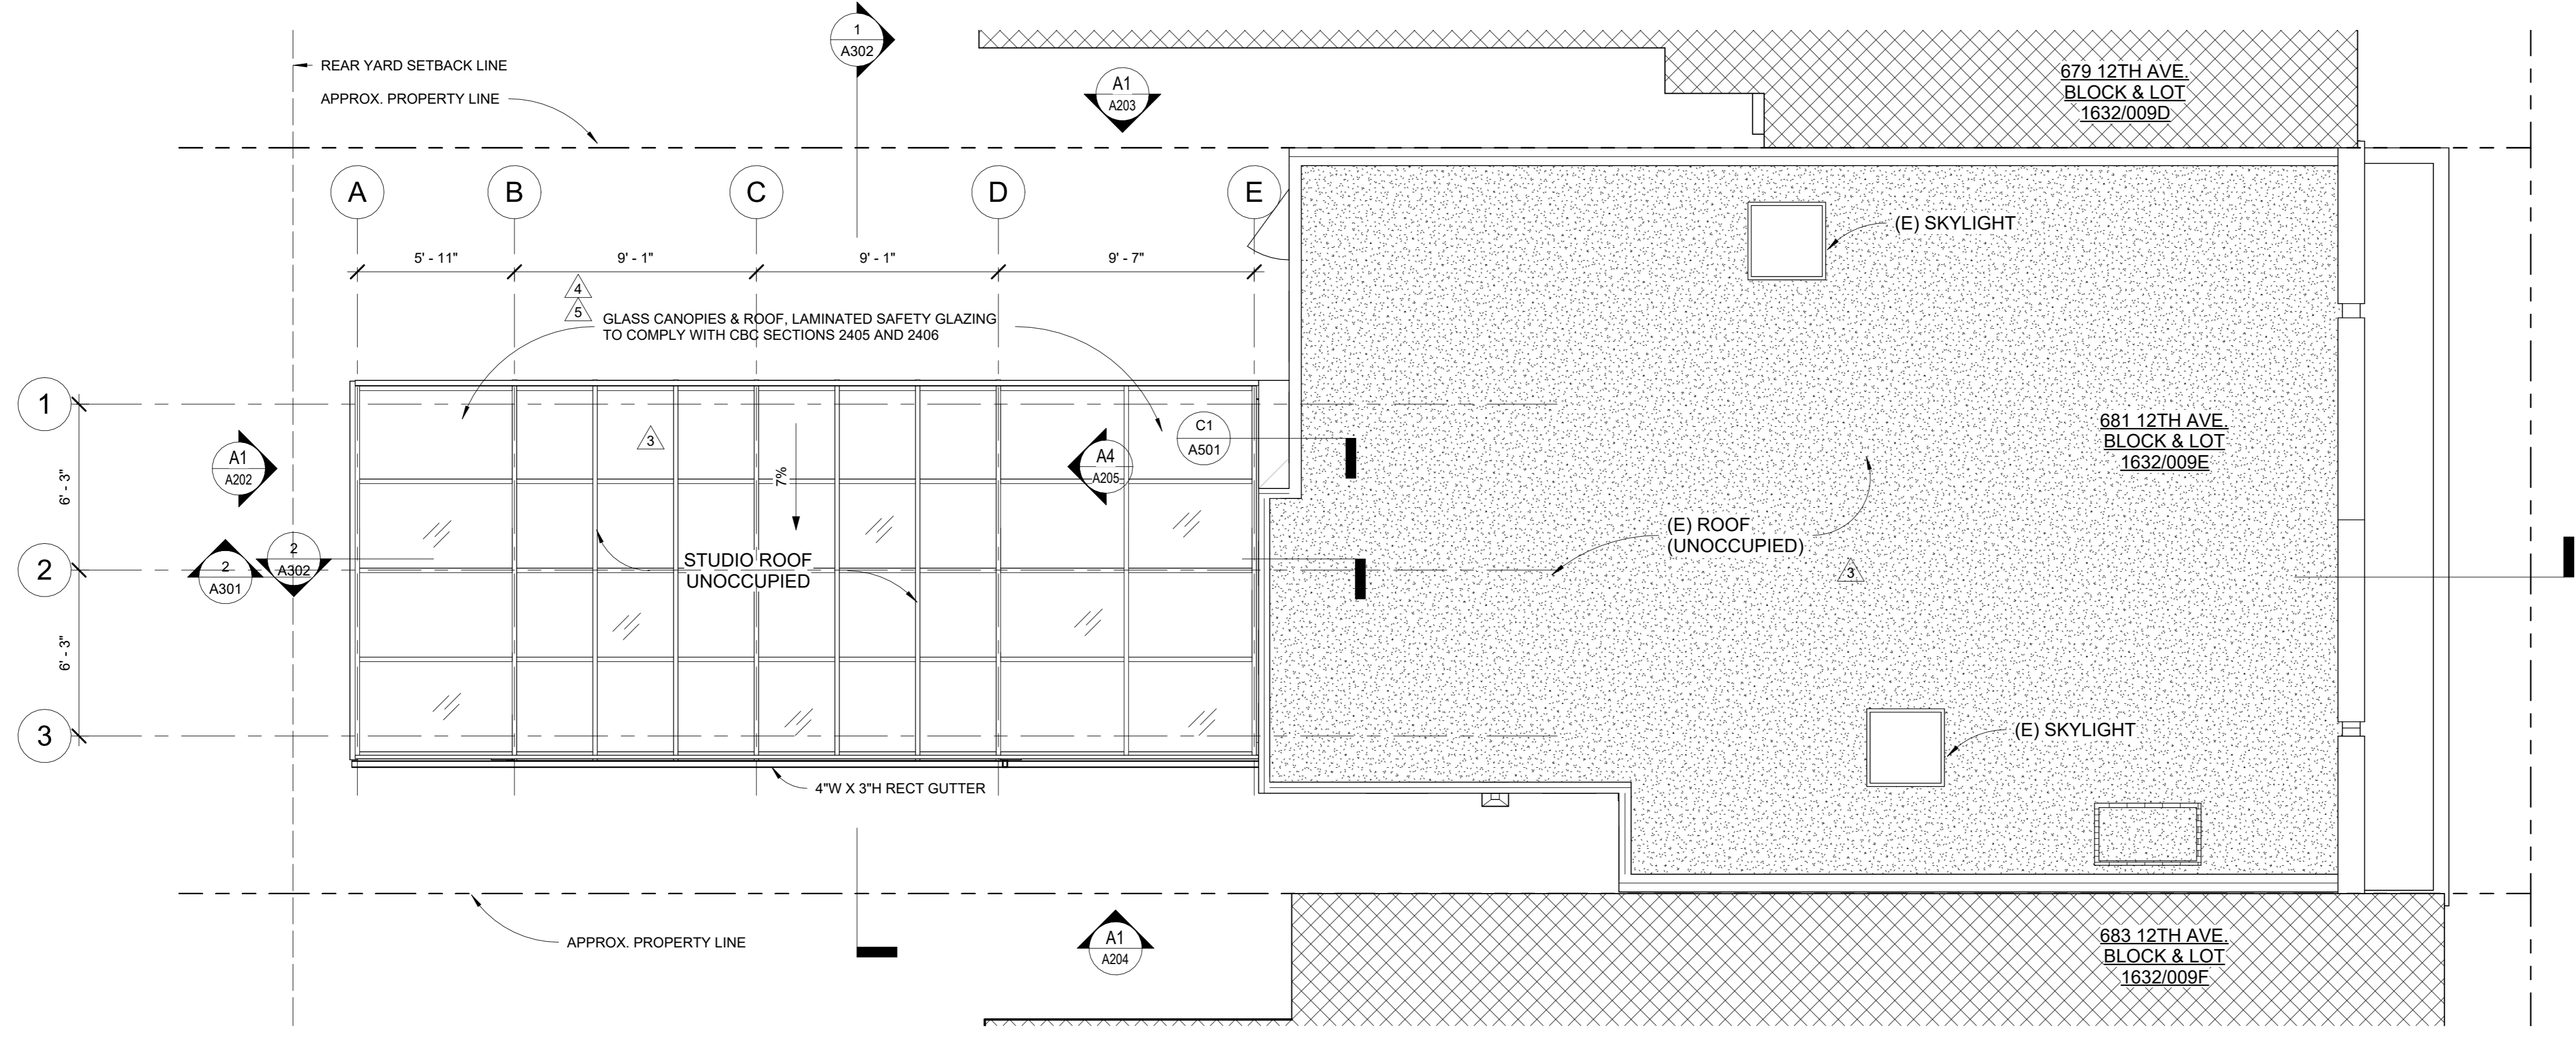 1
A302
REAR YARD SETBACK LINE
APPROX. PROPERTY LINE
A1
A203
679 12TH AVE.
BLOCK & LOT
1632/009D
A
B
C
D
E
5' - 11"
9' - 1"
9' - 1"
9' - 7"
(E) SKYLIGHT
4
5
GLASS CANOPIES & ROOF, LAMINATED SAFETY GLAZING
TO COMPLY WITH CBC SECTIONS 2405 AND 2406
1
6' - 3"
2
6' - 3"
3
A1
A202
2
A301
2
A302
3
7%
A4
A205
C1
A501
STUDIO ROOF
UNOCCUPIED
681 12TH AVE.
BLOCK & LOT
1632/009E
(E) ROOF
(UNOCCUPIED)
3
(E) SKYLIGHT
4"W X 3"H RECT GUTTER
APPROX. PROPERTY LINE
A1
A204
683 12TH AVE.
BLOCK & LOT
1632/009F